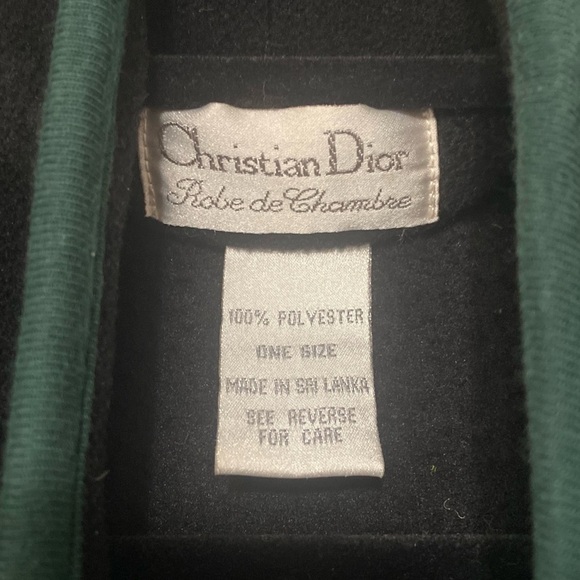 Christian Dior
Robe de Chambre
100% POLYESTER
ONE SIZE
MADE IN SRI LANKA
SEE REVERSE
FOR CARE